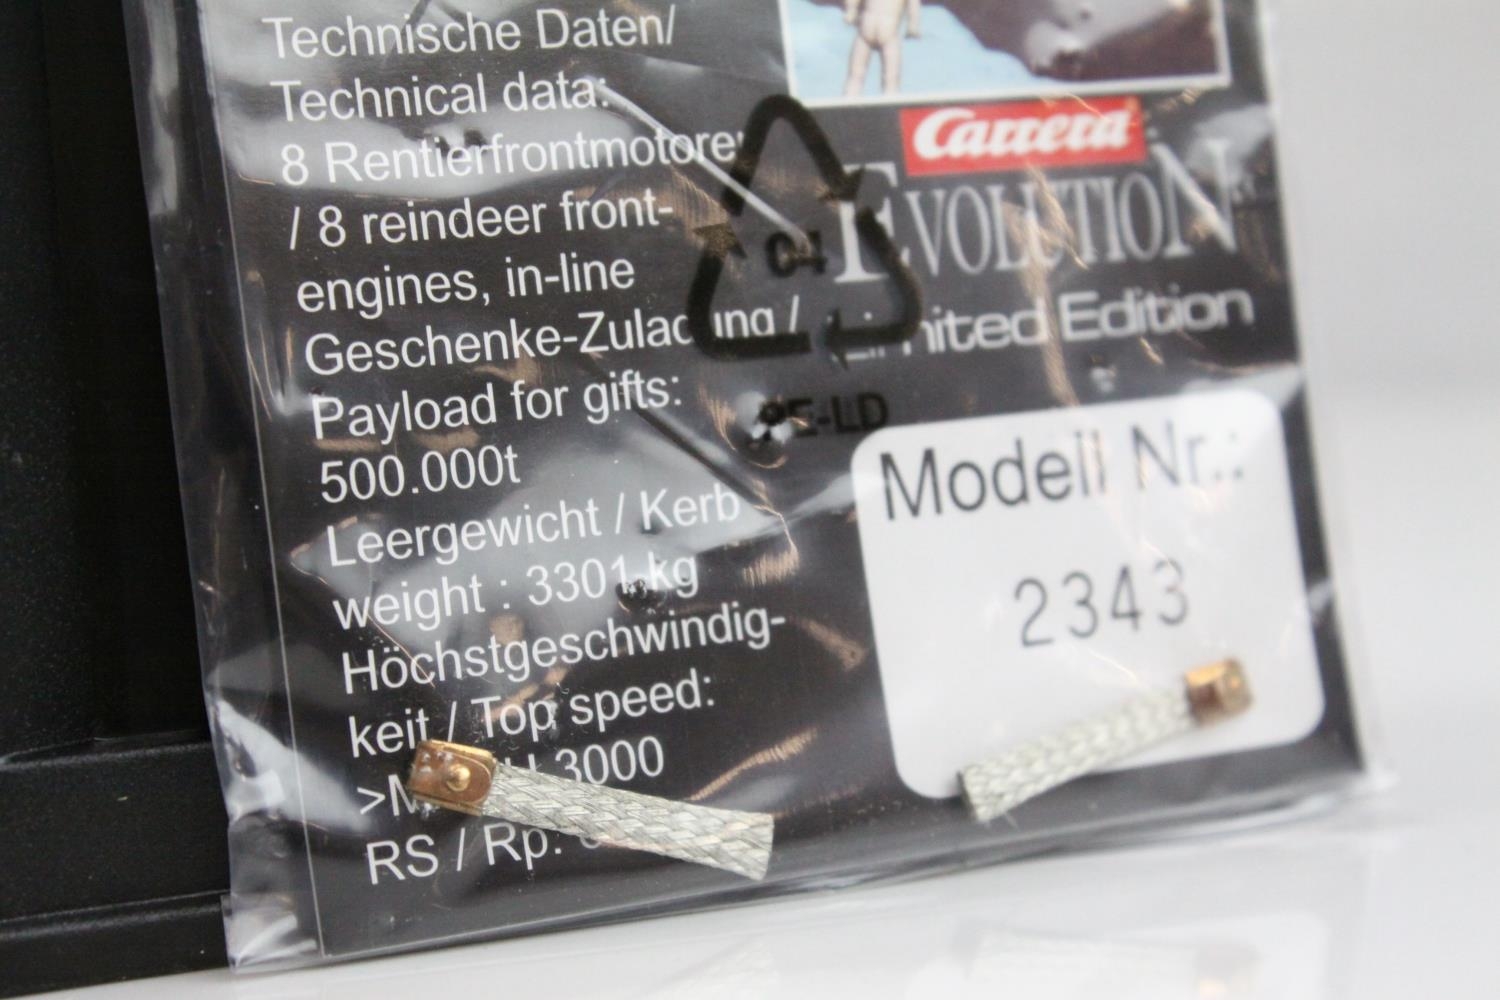 Technische Daten/
Technical data:
8 Rentierfrontmotoren
/ 8 reindeer front-
engines, in-line
Geschenke-Zuladung /
Payload for gifts:
500.000t
Leergewicht / Kerb
weight : 3301 kg
Höchstgeschwindig-
keit / Top speed:
3000
RS / Rp.
Carrera
EVOLUTION
Limited Edition
04
PE-LD
Modell Nr.:
2343